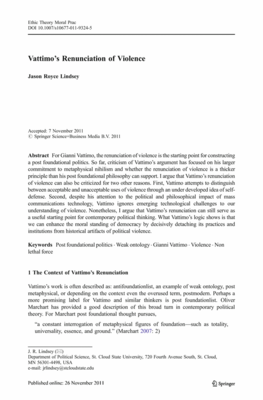 Ethic Theory Moral Prac
DOI 10.1007/s10677-011-9324-5
Vattimo's Renunciation of Violence
Jason Royce Lindsey
Accepted: 7 November 2011
© Springer Science+Business Media B.V. 2011
Abstract For Gianni Vattimo, the renunciation of violence is the starting point for constructing
a post foundational politics. So far, criticism of Vattimo's argument has focused on his larger
commitment to metaphysical nihilism and whether the renunciation of violence is a thicker
principle than his post foundational philosophy can support. I argue that Vattimo's renunciation
of violence can also be criticized for two other reasons. First, Vattimo attempts to distinguish
between acceptable and unacceptable uses of violence through an under developed idea of self-
defense. Second, despite his attention to the political and philosophical impact of mass
communications technology, Vattimo ignores emerging technological challenges to our
understanding of violence. Nonetheless, I argue that Vattimo's renunciation can still serve as
a useful starting point for contemporary political thinking. What Vattimo's logic shows is that
we can enhance the moral standing of democracy by decisively detaching its practices and
institutions from historical artifacts of political violence.
Keywords Post foundational politics · Weak ontology · Gianni Vattimo · Violence · Non
lethal force
1 The Context of Vattimo's Renunciation
Vattimo's work is often described as: antifoundationlist, an example of weak ontology, post
metaphysical, or depending on the context even the overused term, postmodern. Perhaps a
more promising label for Vattimo and similar thinkers is post foundationlist. Oliver
Marchart has provided a good description of this broad turn in contemporary political
theory. For Marchart post foundational thought pursues,
"a constant interrogation of metaphysical figures of foundation—such as totality,
universality, essence, and ground." (Marchart 2007: 2)
J. R. Lindsey
Department of Political Science, St. Cloud State University, 720 Fourth Avenue South, St. Cloud,
MN 56301-4498, USA
e-mail: jrlindsey@stcloudstate.edu
Published online: 26 November 2011
Springer